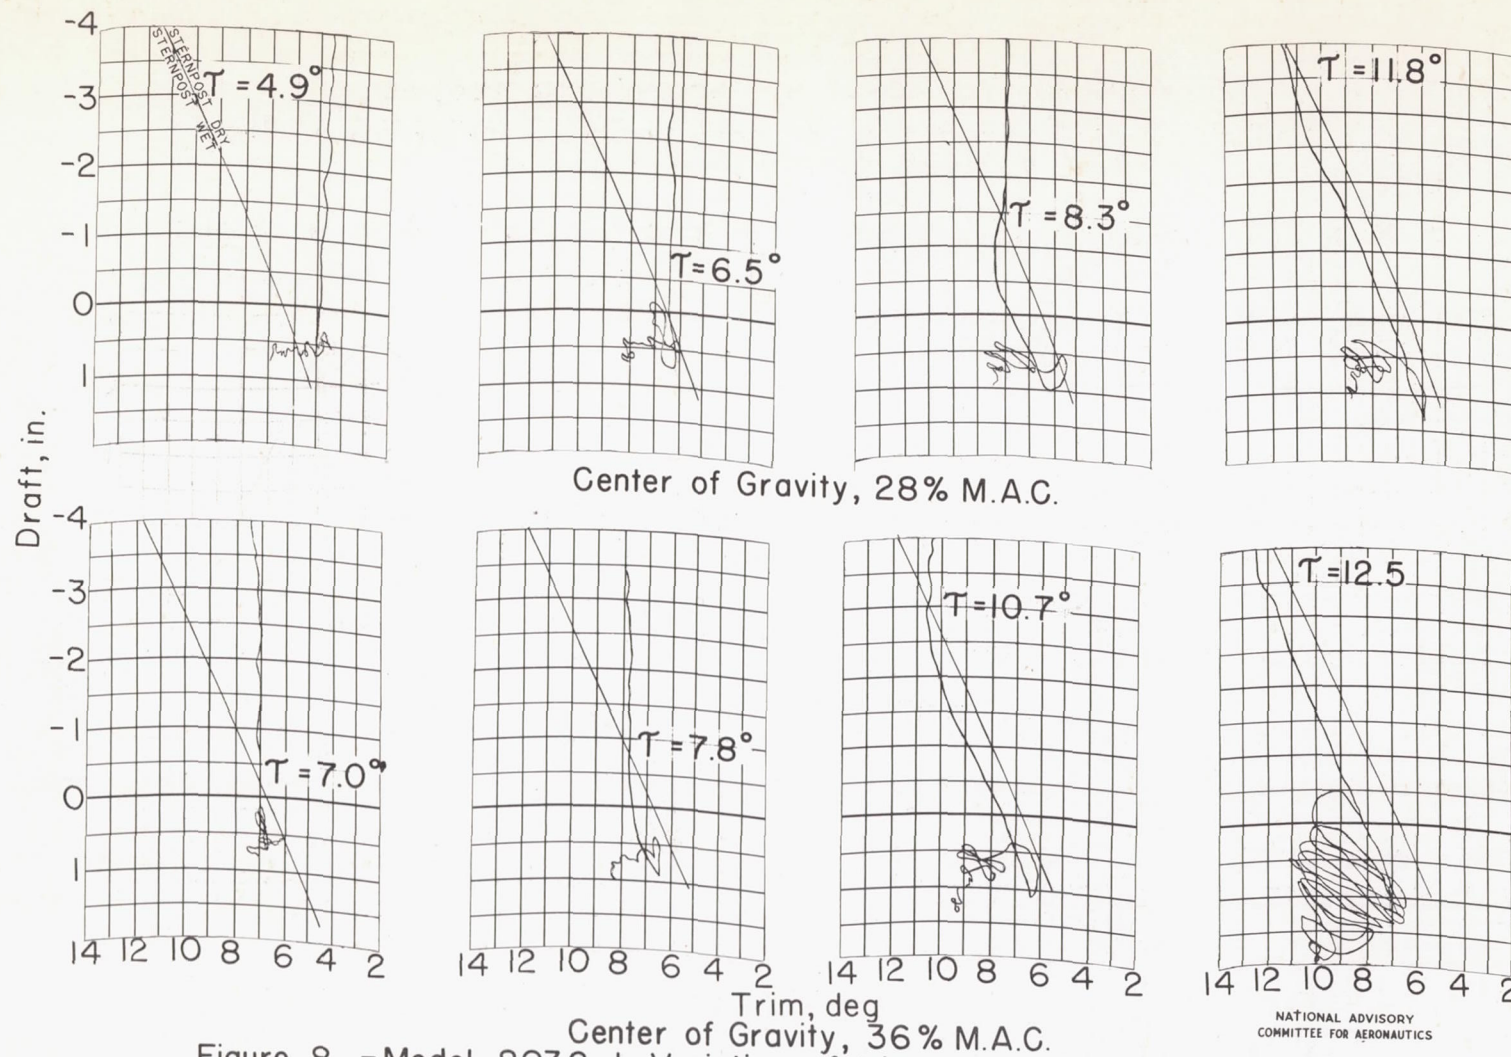 -4
STERNPOST DRY
STERNPOST WET
τ = 4.9°
τ = 11.8°
-3
-2
τ = 8.3°
-1
τ = 6.5°
0
1
Draft, in.
Center of Gravity, 28% M.A.C.
-4
τ = 12.5
-3
τ = 10.7°
-2
-1
τ = 7.8°
τ = 7.0°
0
1
14 12 10 8 6 4 2 14 12 10 8 6 4 2 14 12 10 8 6 4 2 14 12 10 8 6 4
Trim, deg
NATIONAL ADVISORY
COMMITTEE FOR AERONAUTICS
Center of Gravity, 36% M.A.C.